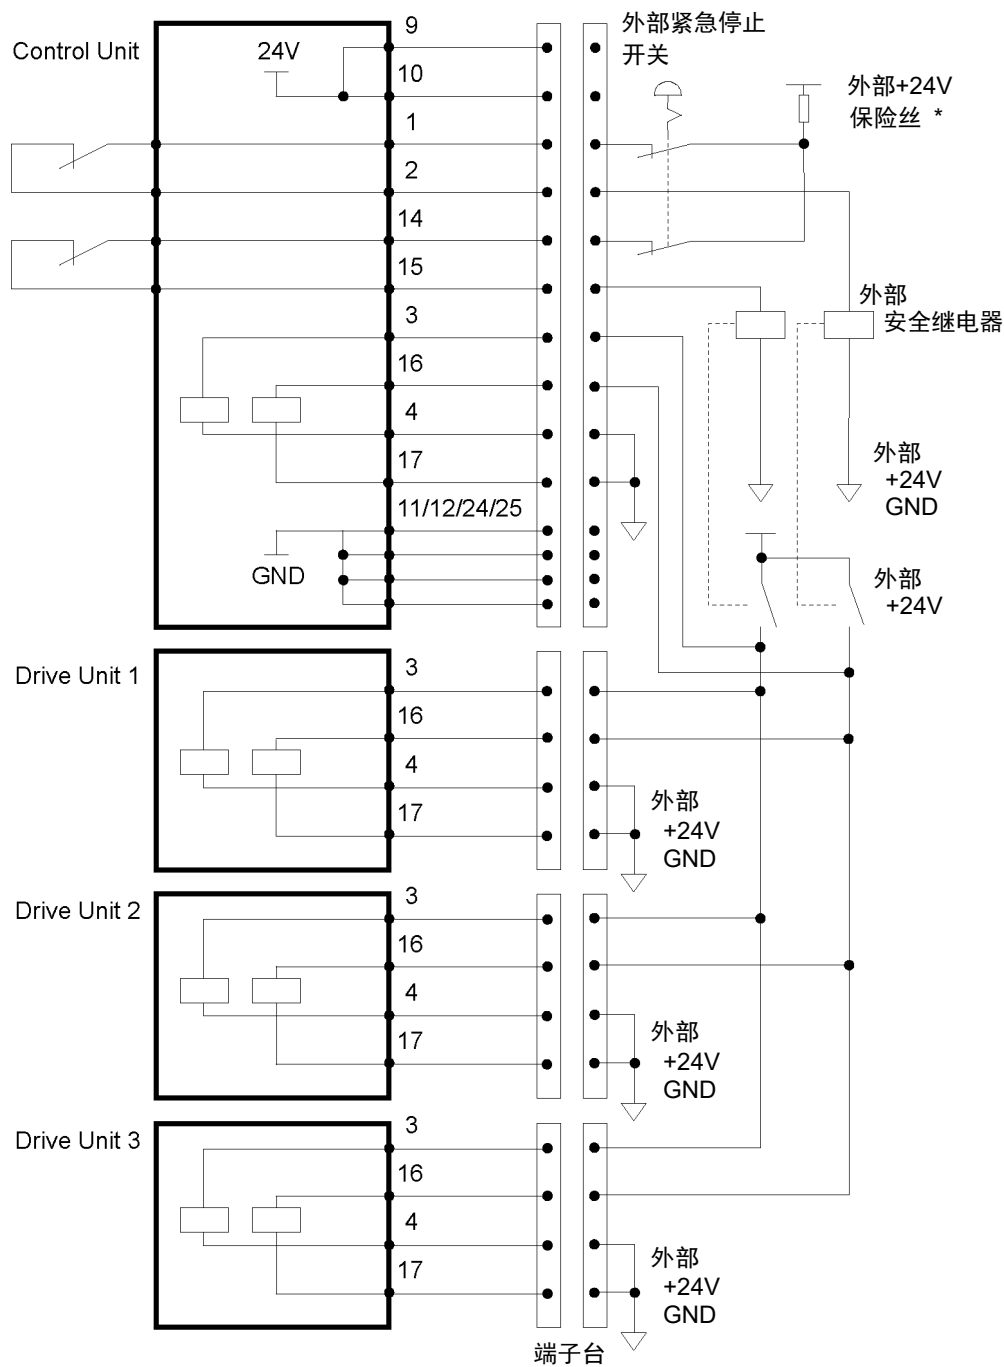 Control Unit
24V
9
10
1
2
14
15
3
16
4
17
11/12/24/25
GND
外部紧急停止
开关
外部+24V
保险丝 *
外部
安全继电器
外部
+24V
GND
外部
+24V
Drive Unit 1
3
16
4
17
外部
+24V
GND
Drive Unit 2
3
16
4
17
外部
+24V
GND
Drive Unit 3
3
16
4
17
外部
+24V
GND
端子台